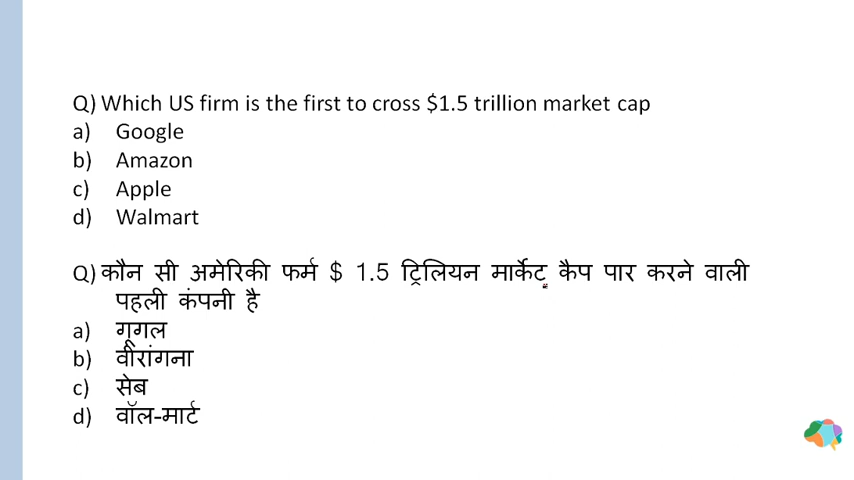 Q) Which US firm is the first to cross $1.5 trillion market cap
a) Google
b) Amazon
c) Apple
d) Walmart
Q) कौन सी अमेरिकी फर्म $ 1.5 ट्रिलियन मार्केट कैप पार करने वाली
पहली कंपनी है
a) गूगल
b) वीरांगना
c) सेब
d) वॉल-मार्ट